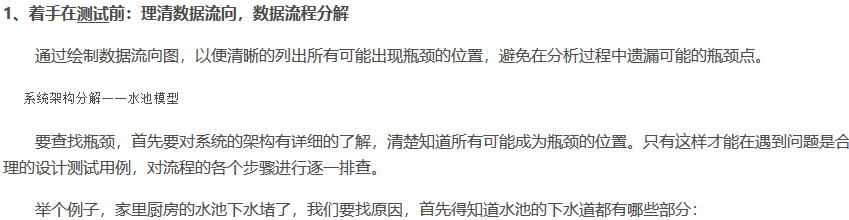 1、着手在测试前：理清数据流向，数据流程分解
通过绘制数据流向图，以便清晰的列出所有可能出现瓶颈的位置，避免在分析过程中遗漏可能的瓶颈点。
系统架构分解一一水池模型
要查找瓶颈，首先要对系统的架构有详细的了解，清楚知道所有可能成为瓶颈的位置。只有这样才能在遇到问题是合
理的设计测试用例，对流程的各个步骤进行逐一排查。
举个例子，家里厨房的水池下水堵了，我们要找原因，首先得知道水池的下水道都有哪些部分：